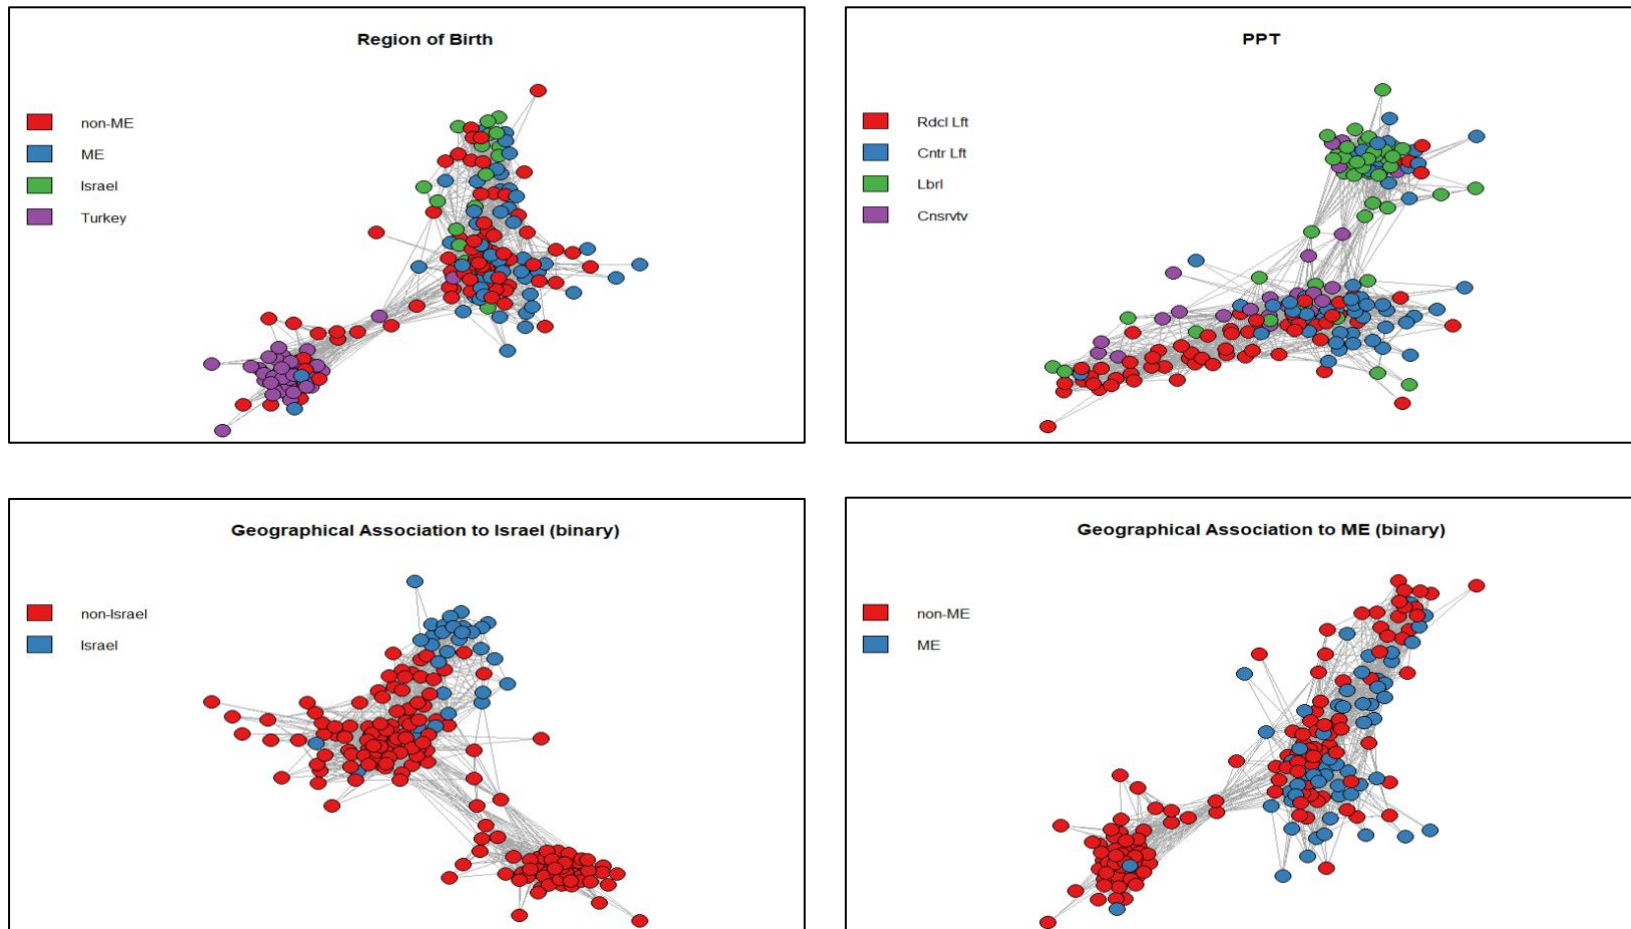 Region of Birth
non-ME
ME
Israel
Turkey
PPT
Rdcl Lft
Cntr Lft
Lbrl
Cnsrvtv
Geographical Association to Israel (binary)
non-Israel
Israel
Geographical Association to ME (binary)
non-ME
ME